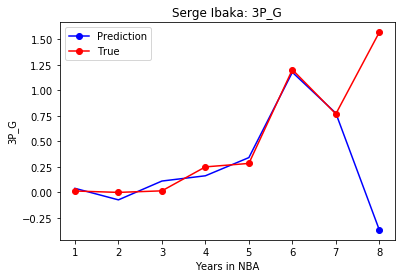 Serge Ibaka: 3P_G
Prediction
True
1.50
1.25
1.00
0.75
0.50
0.25
0.00
−0.25
3P_G
1 2 3 4 5 6 7 8
Years in NBA